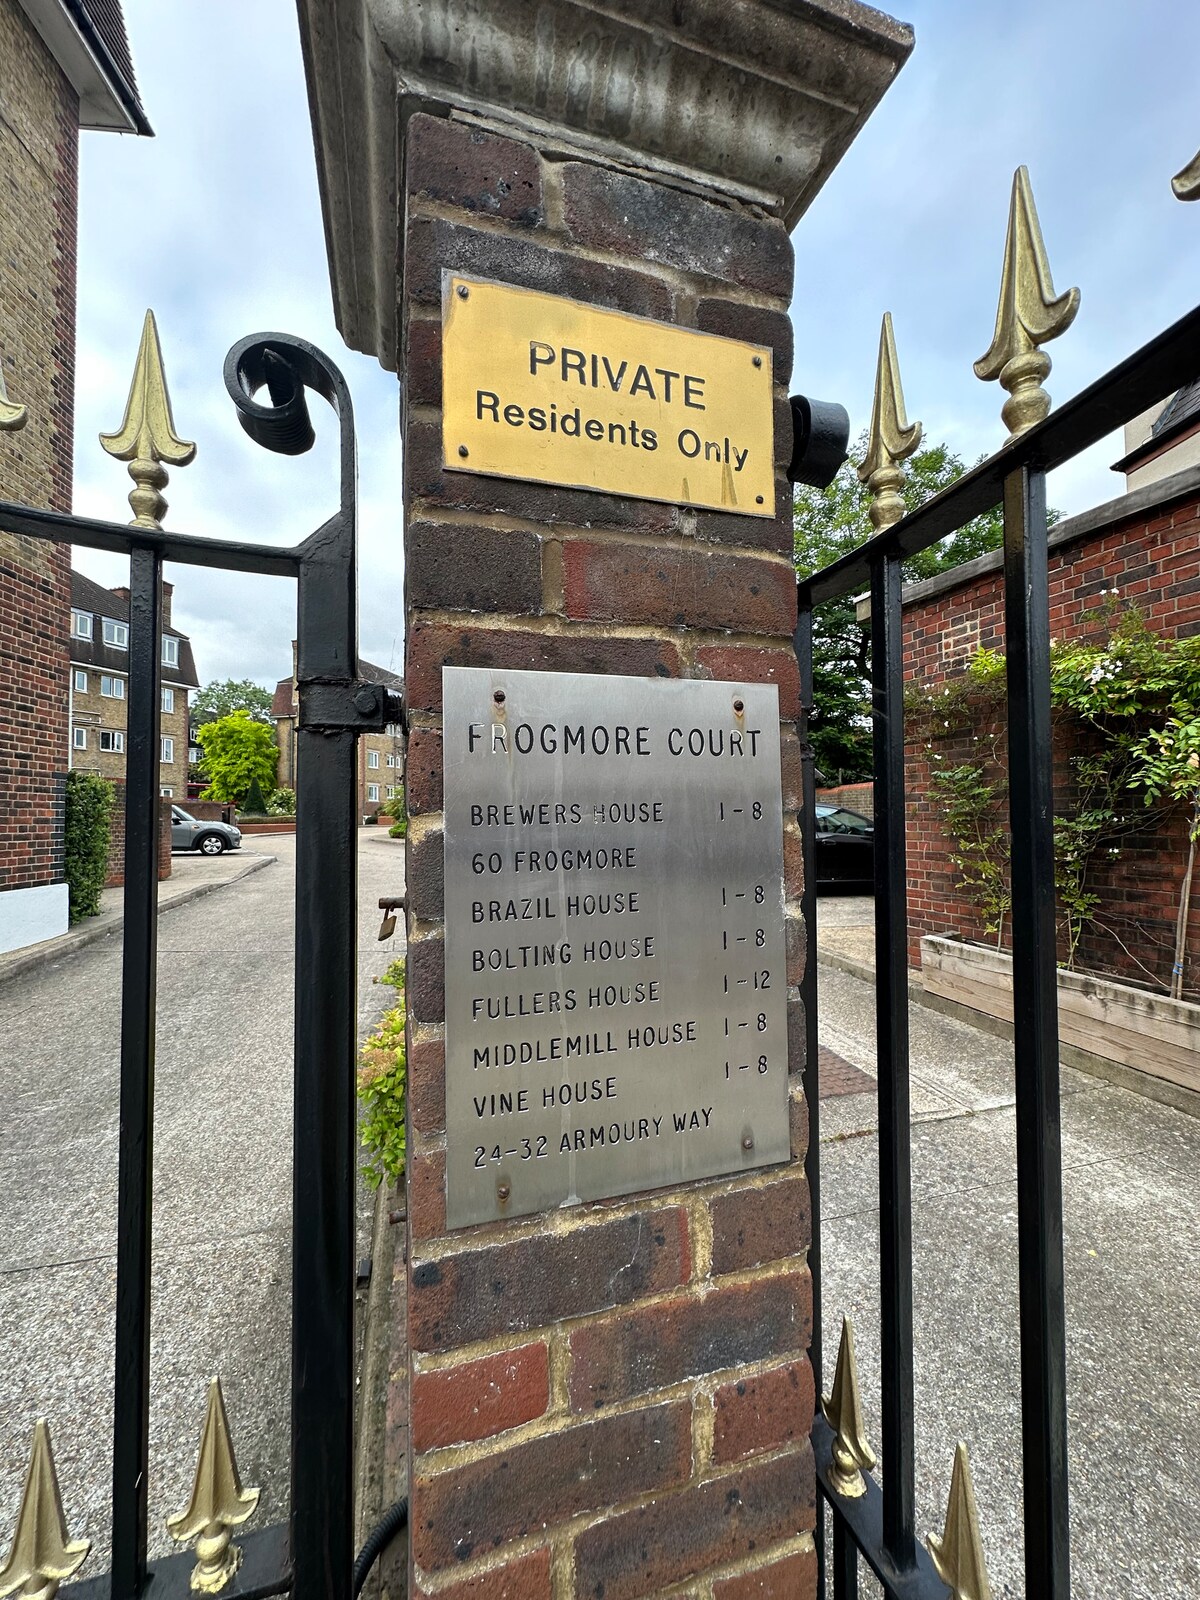 PRIVATE
Residents Only
FROGMORE COURT
BREWERS HOUSE 1-8
60 FROGMORE
BRAZIL HOUSE 1-8
BOLTING HOUSE 1-8
FULLERS HOUSE 1-12
MIDDLEMILL HOUSE 1-8
VINE HOUSE 1-8
24-32 ARMOURY WAY